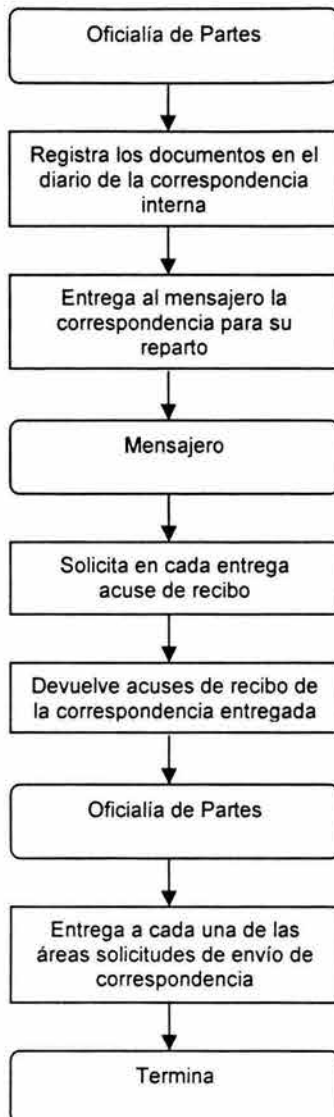 Oficialía de Partes
Registra los documentos en el
diario de la correspondencia
interna
Entrega al mensajero la
correspondencia para su
reparto
Mensajero
Solicita en cada entrega
acuse de recibo
Devuelve acuses de recibo de
la correspondencia entregada
Oficialía de Partes
Entrega a cada una de las
áreas solicitudes de envío de
correspondencia
Termina